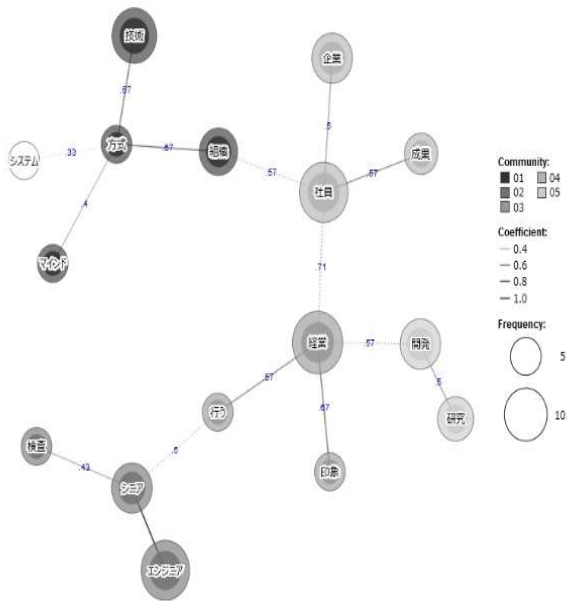 技術
企業
.67
.5
方式
.67
組織
成果
システム
.33
.57
.57
社員
.4
マインド
.71
経営
.57
開発
.57
.5
行う
.67
研究
検査
.43
.5
印象
シニア
エンジニア
Community:
01 04
02 05
03
Coefficient:
0.4
0.6
0.8
1.0
Frequency:
5
10